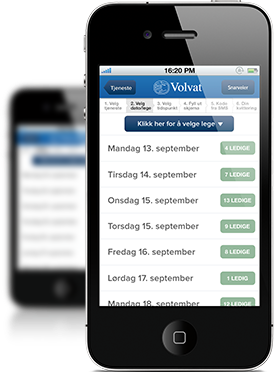 16:20 PM
Tjeneste
Volvat
Snarveier
1. Velg tjeneste
2. Velg dato/lege
3. Velg tidspunkt
4. Fyll ut skjema
5. Kode fra SMS
6. Din
Klikk her for å velge lege
Mandag 13. september 4 LEDIGE
Tirsdag 14. september 7 LEDIGE
Onsdag 15. september 13 LEDIGE
Torsdag 15. september 9 LEDIGE
Fredag 16. september 8 LEDIGE
Lørdag 17. september 1 LEDIG
Mandag 18. september 12 LEDIGE